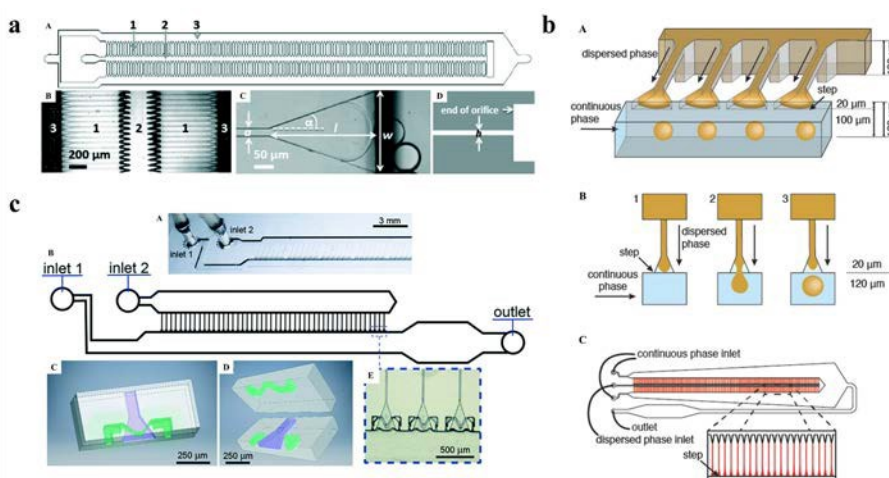 a
A
1
2
3
B
3
1
2
1
3
200 μm
C
a
α
l
w
50 μm
D
end of orifice
h
b
A
dispersed
phase
step
continuous
phase
20 μm
100 μm
B
1
2
3
dispersed
phase
step
continuous
phase
20 μm
120 μm
C
continuous phase inlet
outlet
dispersed phase inlet
step
c
A
3 mm
inlet 2
inlet 1
B
inlet 1
inlet 2
outlet
C
250 μm
D
250 μm
E
500 μm